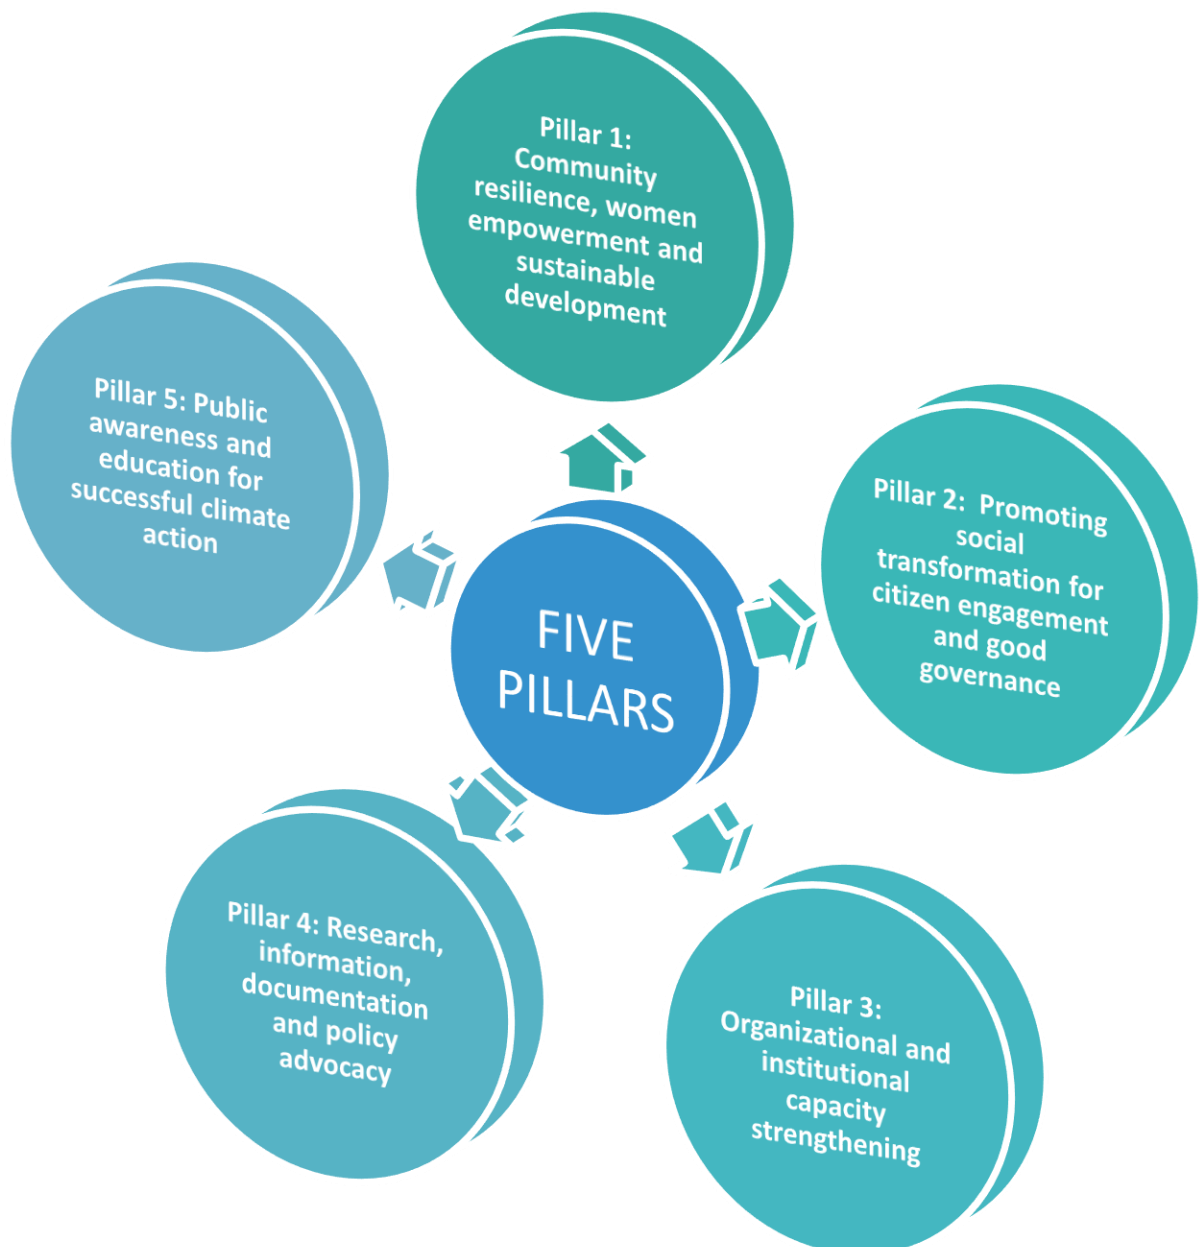 Pillar 1:
Community
resilience, women
empowerment and
sustainable
development
Pillar 2:  Promoting
social
transformation for
citizen engagement
and good
governance
Pillar 3:
Organizational and
institutional
capacity
strengthening
Pillar 4: Research,
information,
documentation
and policy
advocacy
Pillar 5: Public
awareness and
education for
successful climate
action
FIVE
PILLARS